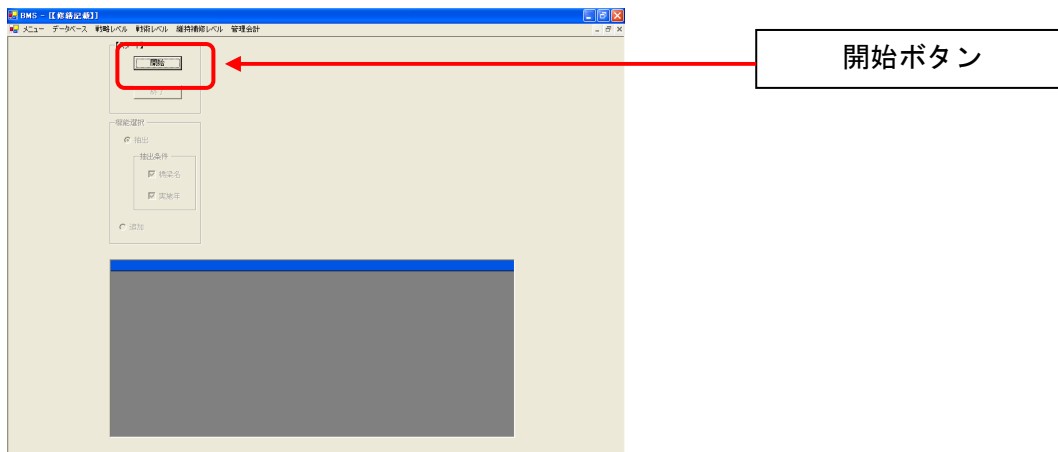 BMS - [[修繕記載]]
メニュー データベース 戦略レベル 戦術レベル 維持補修レベル 管理会計
開始
開始ボタン
終了
機能選択
抽出
抽出条件
橋梁名
実施年
追加